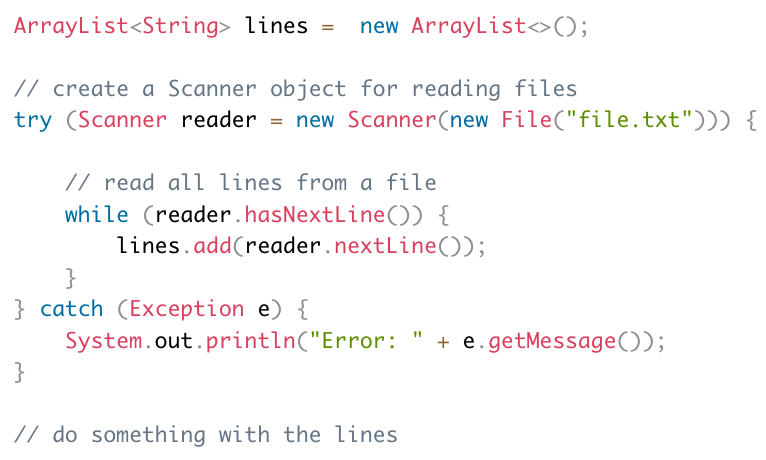 ArrayList<String> lines =  new ArrayList<>();

// create a Scanner object for reading files
try (Scanner reader = new Scanner(new File("file.txt"))) {

    // read all lines from a file
    while (reader.hasNextLine()) {
        lines.add(reader.nextLine());
    }
} catch (Exception e) {
    System.out.println("Error: " + e.getMessage());
}

// do something with the lines